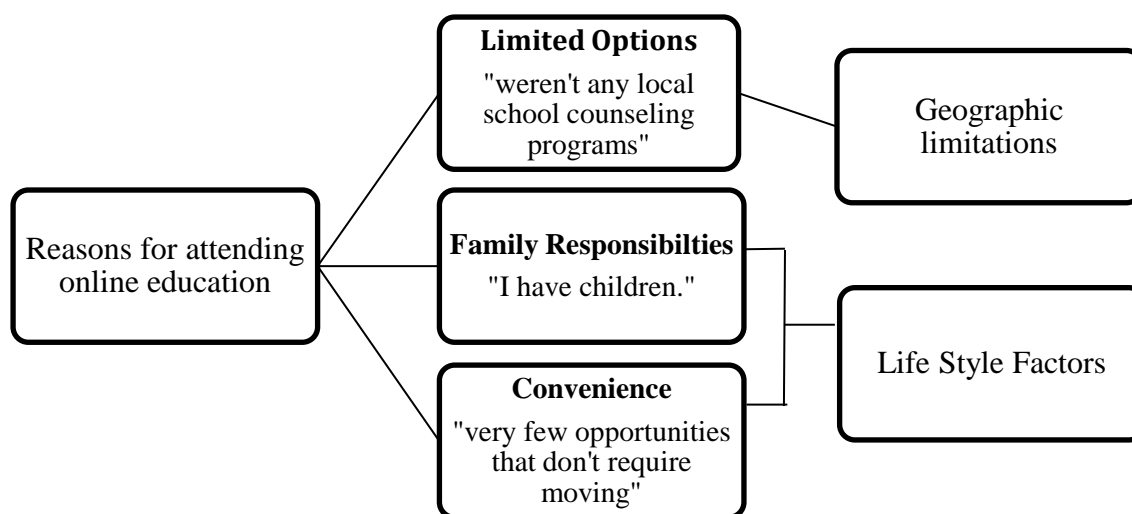 Reasons for attending
online education
Limited Options
"weren't any local
school counseling
programs"
Family Responsibilties
"I have children."
Convenience
"very few opportunities
that don't require
moving"
Geographic
limitations
Life Style Factors